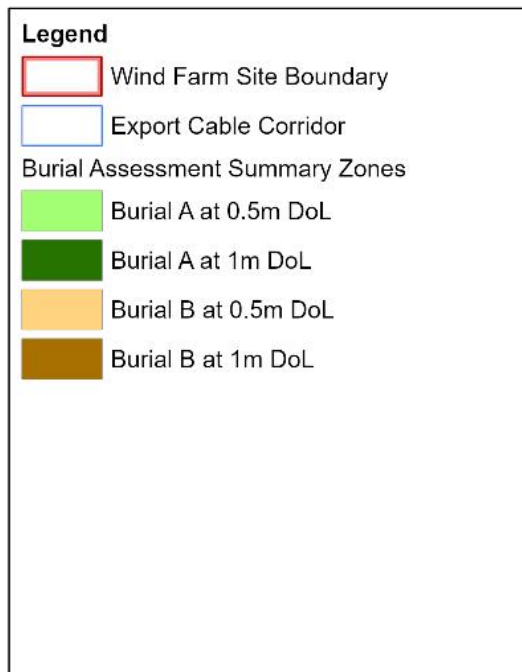 Legend
Wind Farm Site Boundary
Export Cable Corridor
Burial Assessment Summary Zones
Burial A at 0.5m DoL
Burial A at 1m DoL
Burial B at 0.5m DoL
Burial B at 1m DoL